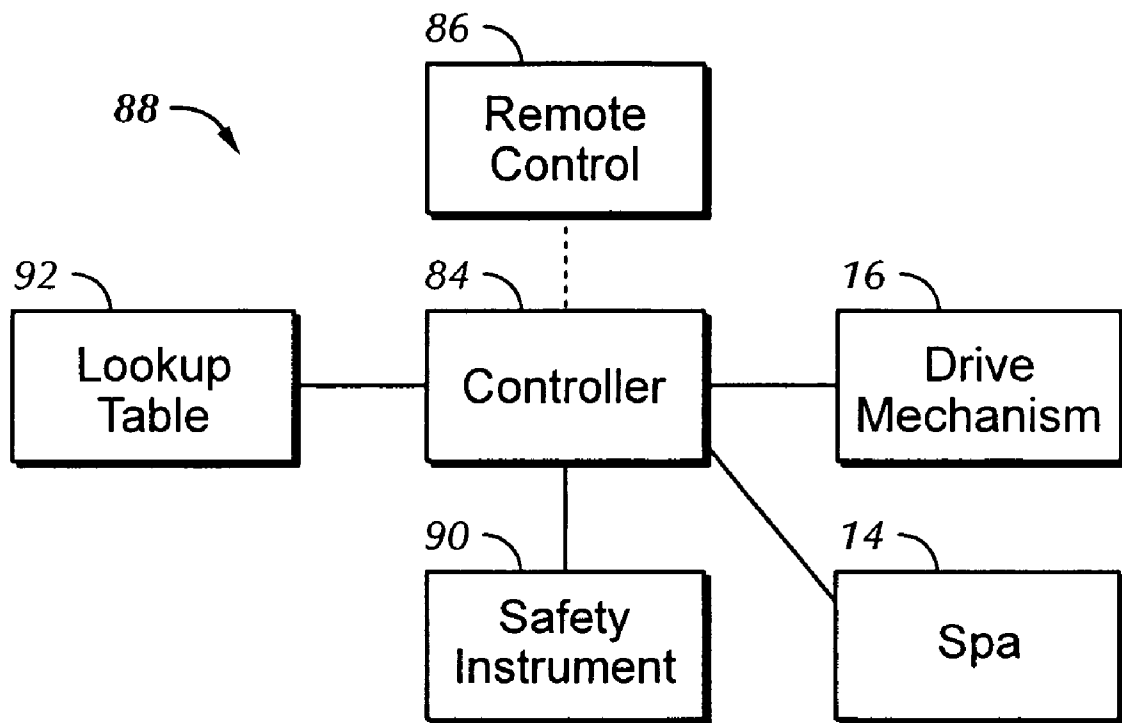 86
88
Remote
Control
92
84
16
Lookup
Table
Controller
Drive
Mechanism
90
14
Safety
Instrument
Spa